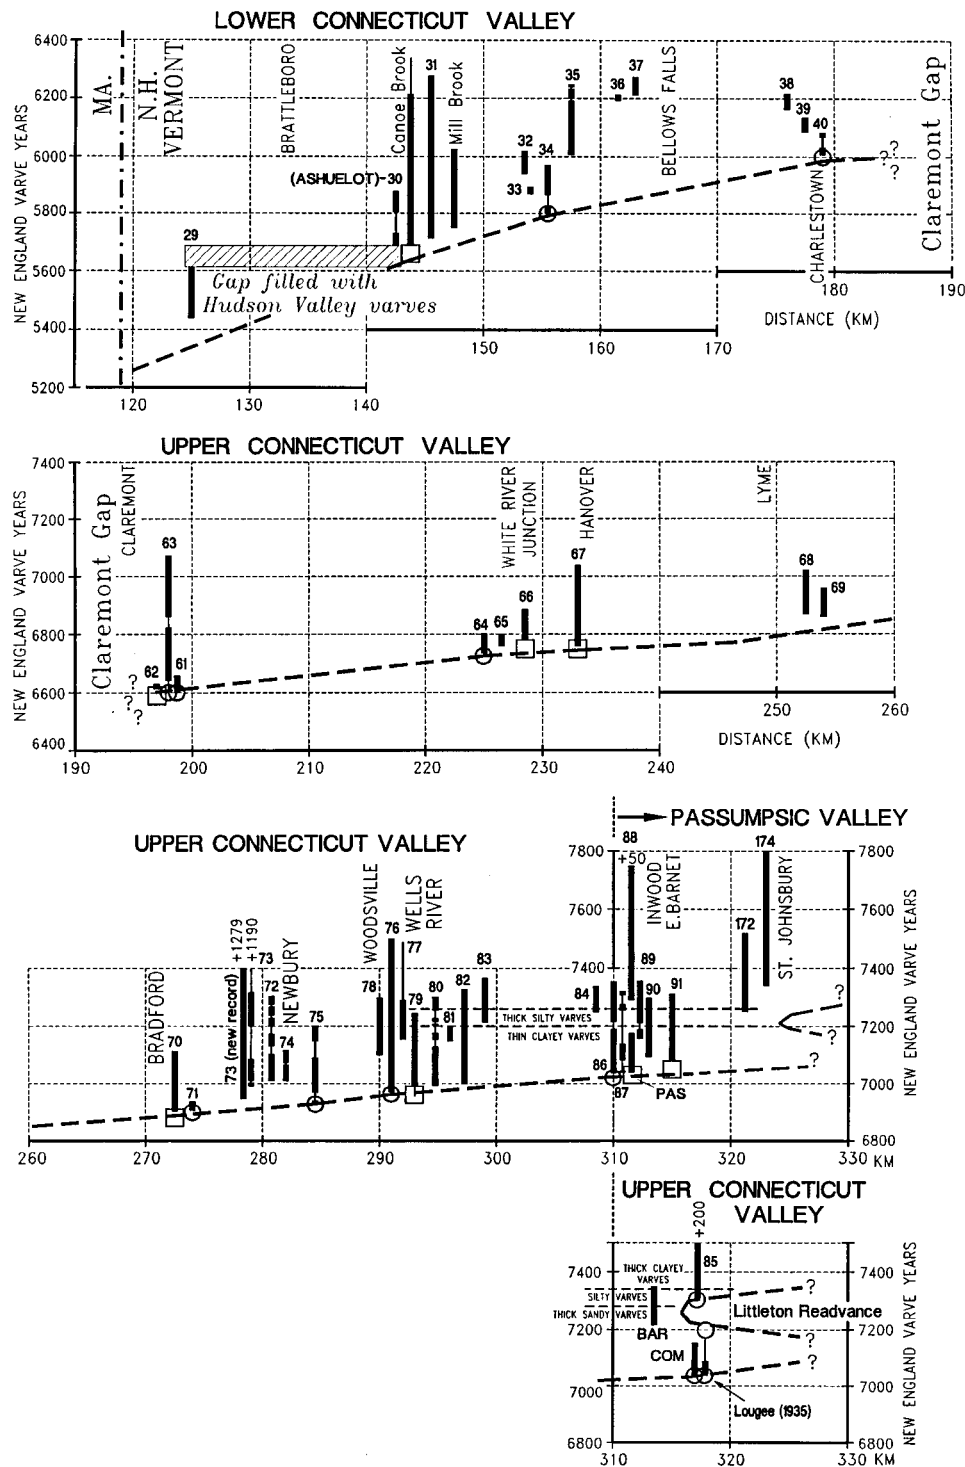 LOWER CONNECTICUT VALLEY
6400
6200
6000
5800
5600
5400
5200
NEW ENGLAND VARVE YEARS
MA.
N.H.
VERMONT
BRATTLEBORO
Canoe Brook
31
Mill Brook
35
36
37
BELLOWS FALLS
38
39
40
Claremont Gap
32
34
33
(ASHUELOT)-30
29
? ? ?
CHARLESTOWN
Gap filled with
Hudson Valley varves
180
190
DISTANCE (KM)
150
160
170
120
130
140
UPPER CONNECTICUT VALLEY
7400
7200
7000
6800
6600
6400
NEW ENGLAND VARVE YEARS
Claremont Gap
CLAREMONT
63
62
61
? ? ?
64
65
66
WHITE RIVER
JUNCTION
67
HANOVER
LYME
68
69
250
260
DISTANCE (KM)
190
200
210
220
230
240
PASSUMPSIC VALLEY
UPPER CONNECTICUT VALLEY
7800
7600
7400
7200
7000
6800
NEW ENGLAND VARVE YEARS
7800
7600
7400
7200
7000
6800
BRADFORD
70
71
73 (new record)
+1279
+1190
73
72
NEWBURY
74
75
WOODSVILLE
78
76
77
WELLS
RIVER
79
80
81
82
83
84
THICK SILTY VARVES
THIN CLAYEY VARVES
86
87
88
+50
INWOOD
E.BARNET
89
90
91
PAS
172
174
ST. JOHNSBURY
?
?
?
260
270
280
290
300
310
320
330 KM
UPPER CONNECTICUT
VALLEY
+200
85
7400
7200
7000
6800
7400
7200
7000
6800
NEW ENGLAND VARVE YEARS
THICK CLAYEY
VARVES
SILTY VARVES
THICK SANDY VARVES
BAR
COM
Littleton Readvance
?
?
?
Lougee (1935)
310
320
330